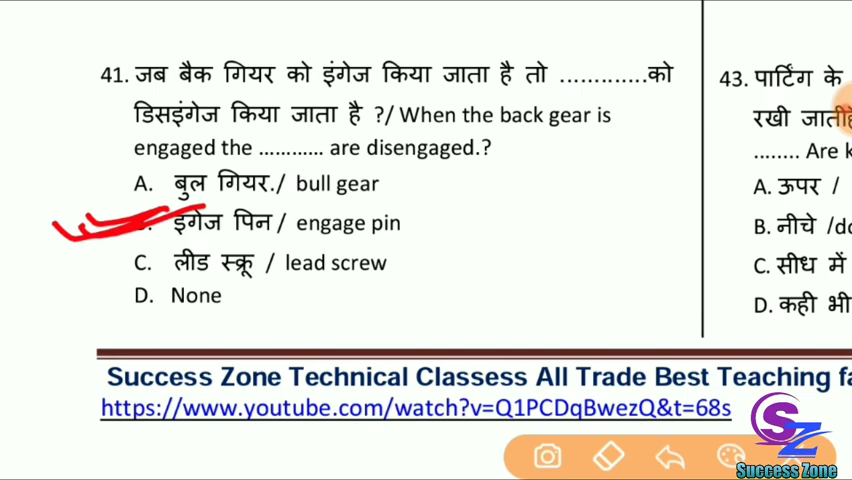 41. जब बैक गियर को इंगेज किया जाता है तो .............को
डिसइंगेज किया जाता है ?/ When the back gear is
engaged the ............ are disengaged.?
A. बुल गियर./ bull gear
इंगेज पिन / engage pin
C. लीड स्क्रू / lead screw
D. None
43. पार्टिंग के
रखी जाती
........ Are
A. ऊपर /
B. नीचे /
C. सीध में
D. कही भी
Success Zone Technical Classess All Trade Best Teaching
https://www.youtube.com/watch?v=Q1PCDqBwezQ&t=68s
SZ
Success Zone